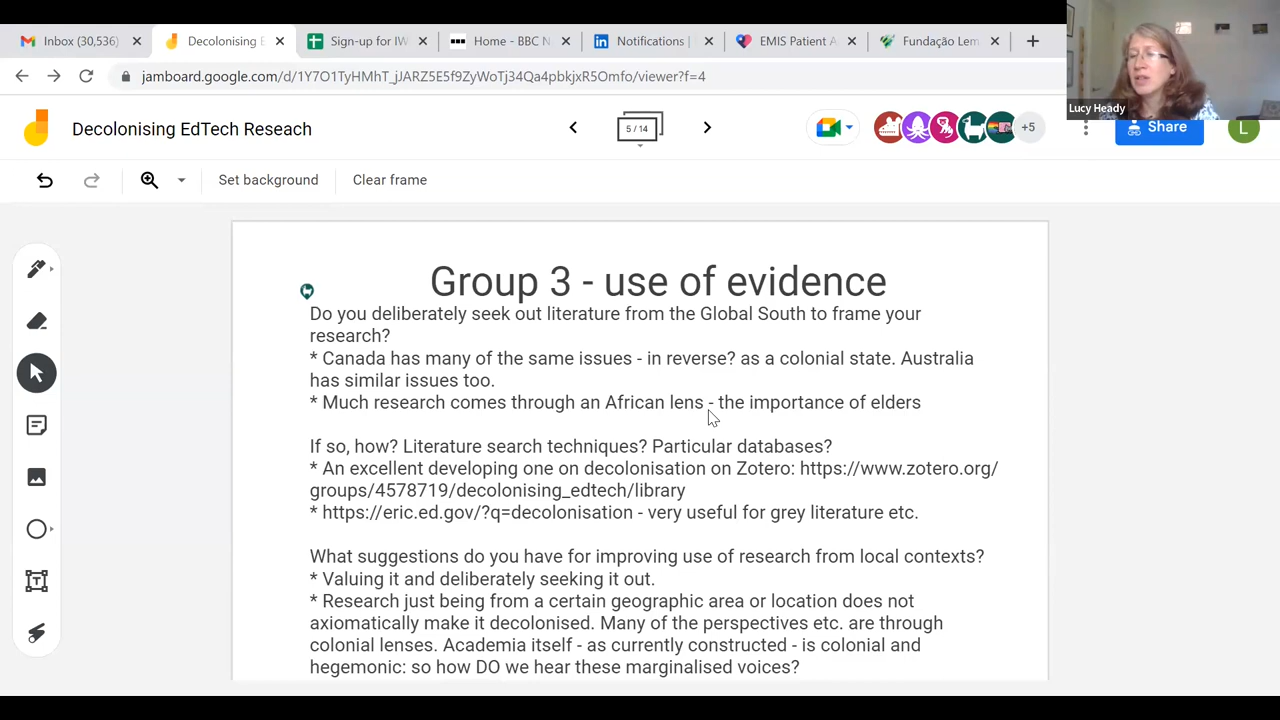 Inbox (30,536)
Decolonising E
Sign-up for IW
Home - BBC N
Notifications |
EMIS Patient A
Fundação Lem
jamboard.google.com/d/1Y7O1TyHMhT_jJARZ5E5f9ZyWoTj34Qa4pbkjxR5Omfo/viewer?f=4
Lucy Heady
Decolonising EdTech Reseach
5 / 14
+5
Share
L
Set background
Clear frame
Group 3 - use of evidence
Do you deliberately seek out literature from the Global South to frame your
research?
* Canada has many of the same issues - in reverse? as a colonial state. Australia
has similar issues too.
* Much research comes through an African lens - the importance of elders
If so, how? Literature search techniques? Particular databases?
* An excellent developing one on decolonisation on Zotero: https://www.zotero.org/
groups/4578719/decolonising_edtech/library
* https://eric.ed.gov/?q=decolonisation - very useful for grey literature etc.
What suggestions do you have for improving use of research from local contexts?
* Valuing it and deliberately seeking it out.
* Research just being from a certain geographic area or location does not
axiomatically make it decolonised. Many of the perspectives etc. are through
colonial lenses. Academia itself - as currently constructed - is colonial and
hegemonic: so how DO we hear these marginalised voices?